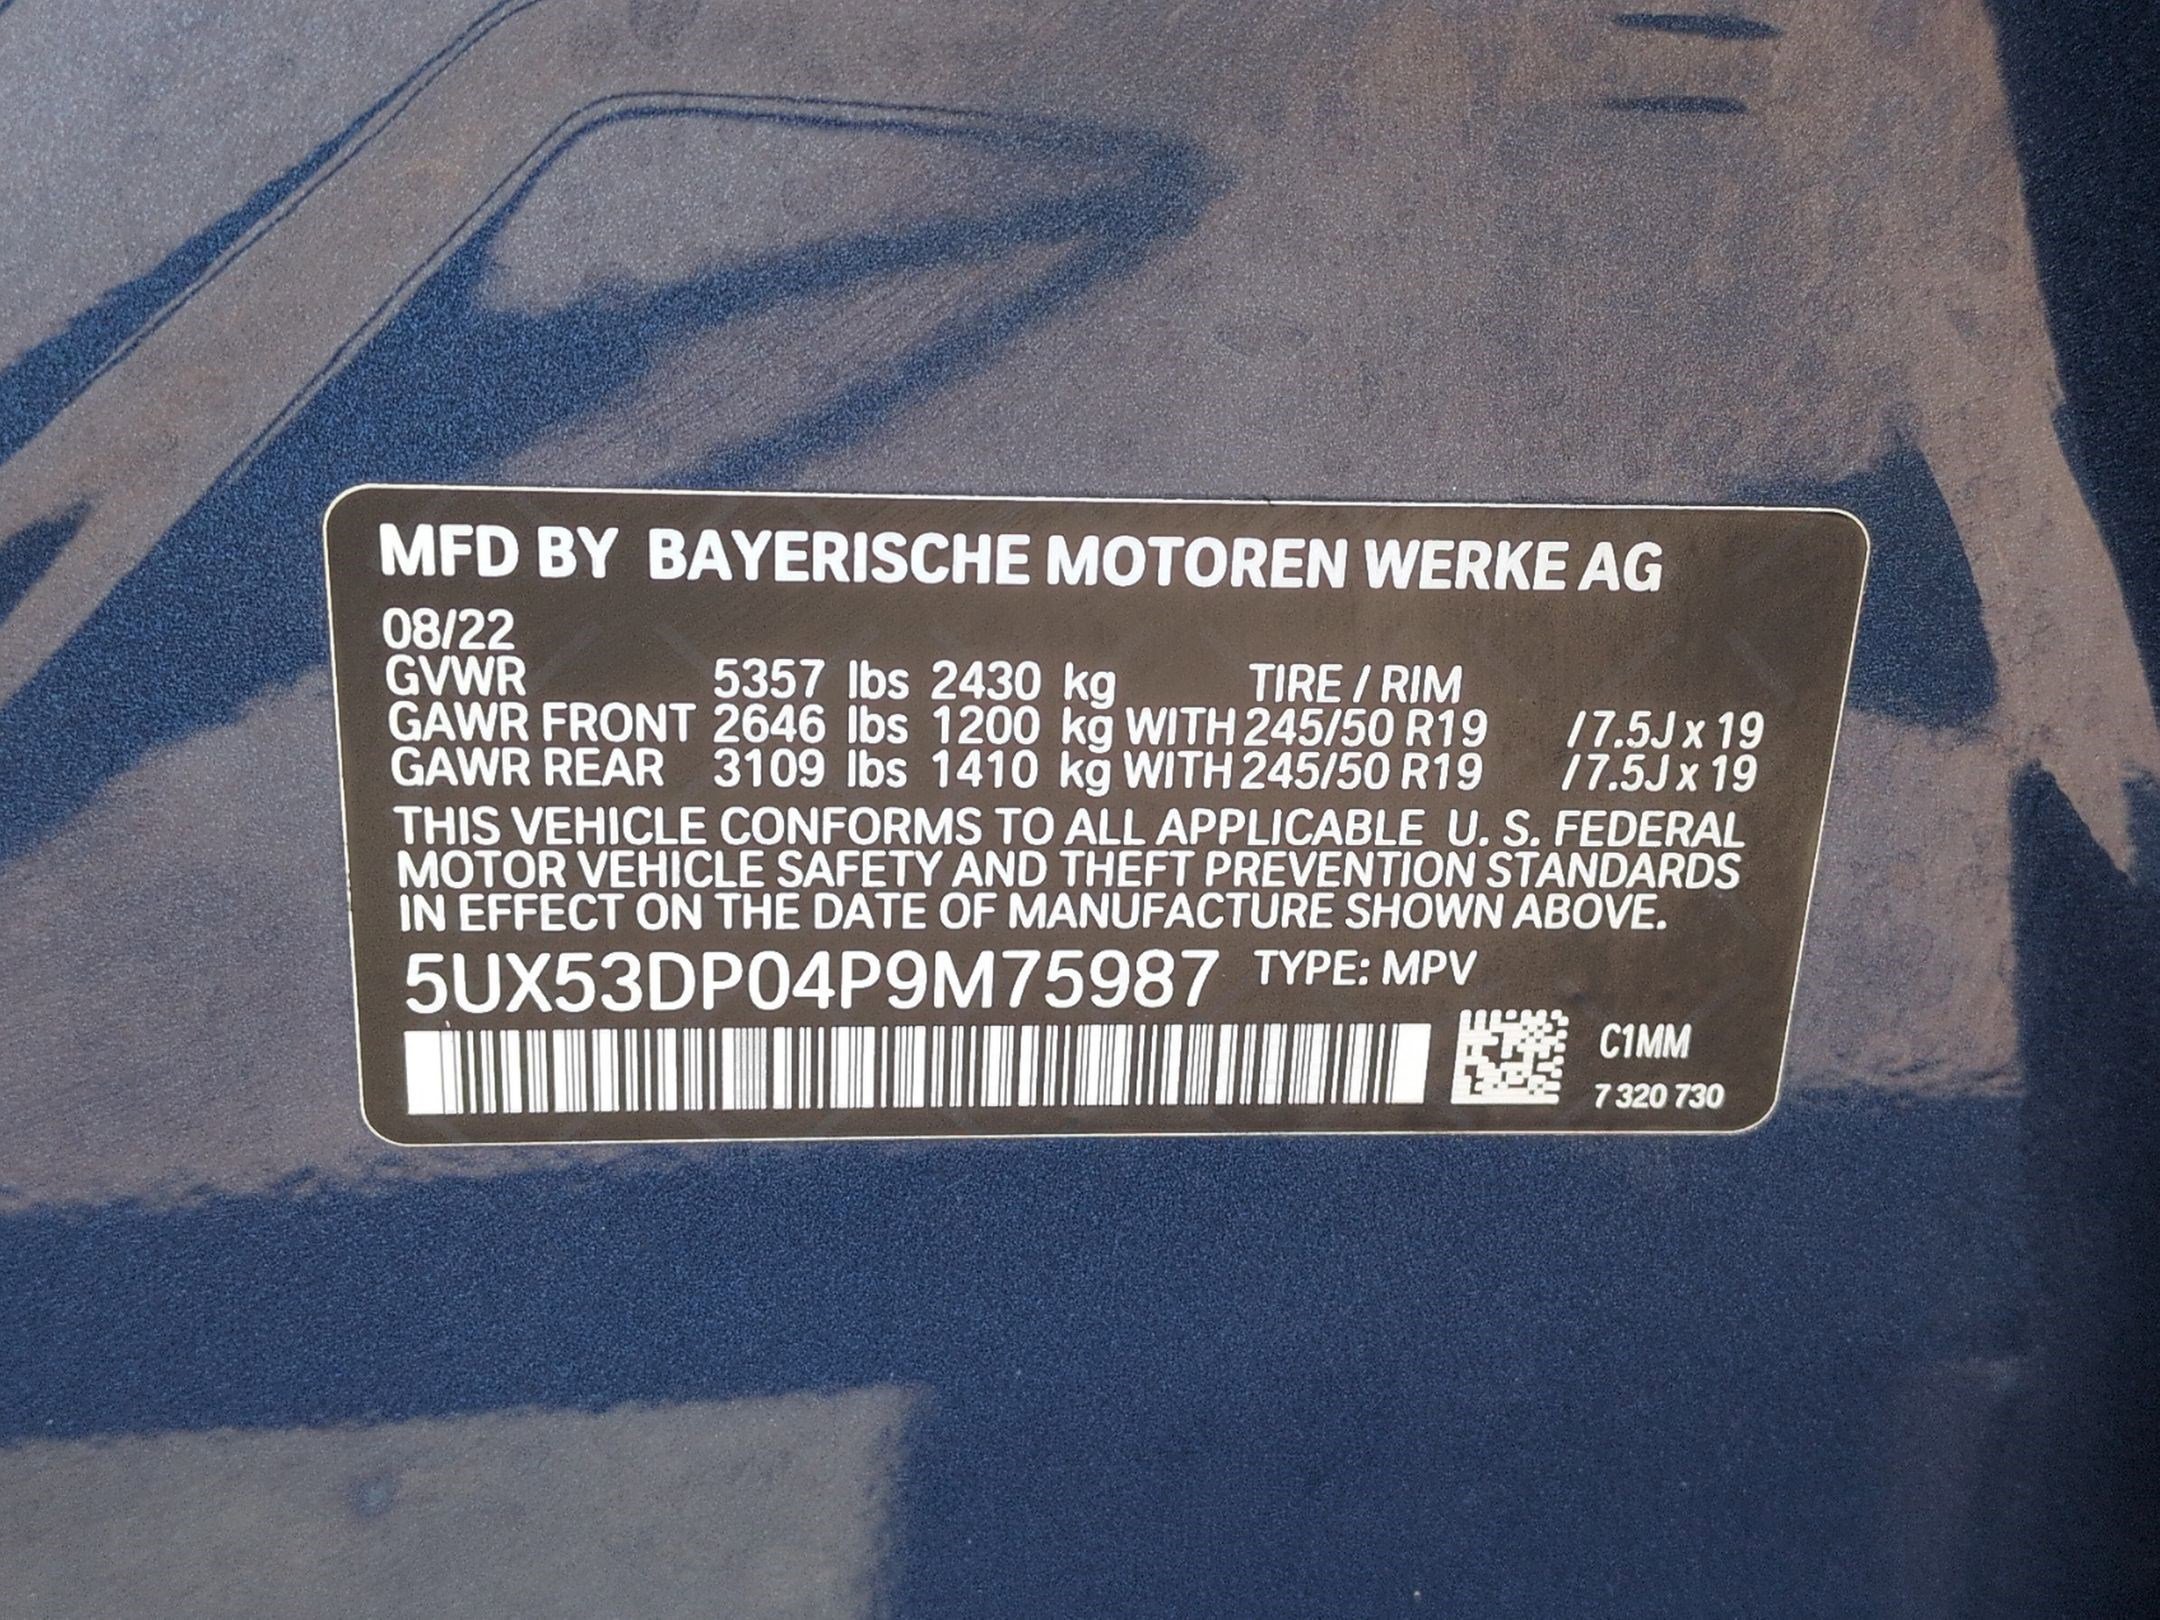 MFD BY BAYERISCHE MOTOREN WERKE AG
08/22
GVWR 5357 lbs 2430 kg TIRE / RIM
GAWR FRONT 2646 lbs 1200 kg WITH 245/50 R19 /7.5J x 19
GAWR REAR 3109 lbs 1410 kg WITH 245/50 R19 /7.5J x 19
THIS VEHICLE CONFORMS TO ALL APPLICABLE U. S. FEDERAL
MOTOR VEHICLE SAFETY AND THEFT PREVENTION STANDARDS
IN EFFECT ON THE DATE OF MANUFACTURE SHOWN ABOVE.
5UX53DP04P9M75987 TYPE: MPV
C1MM
7 320 730